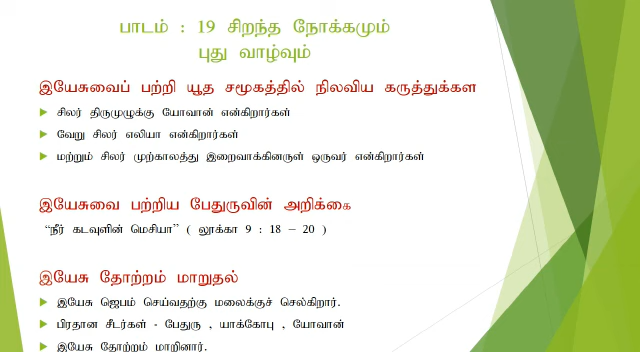 பாடம் : 19 சிறந்த நோக்கமும்
புது வாழ்வும்
இயேசுவைப் பற்றி யூத சமூகத்தில் நிலவிய கருத்துக்கள
சிலர் திருமுழுக்கு யோவான் என்கிறார்கள்
வேறு சிலர் எலியா என்கிறார்கள்
மற்றும் சிலர் முற்காலத்து இறைவாக்கினருள் ஒருவர் என்கிறார்கள்
இயேசுவை பற்றிய பேதுருவின் அறிக்கை
“நீர் கடவுளின் மெசியா” ( லூக்கா 9 : 18 – 20 )
இயேசு தோற்றம் மாறுதல்
இயேசு ஜெபம் செய்வதற்கு மலைக்குச் செல்கிறார்.
பிரதான சீடர்கள் - பேதுரு , யாக்கோபு , யோவான்
இயேசு தோற்றம் மாறினார்.